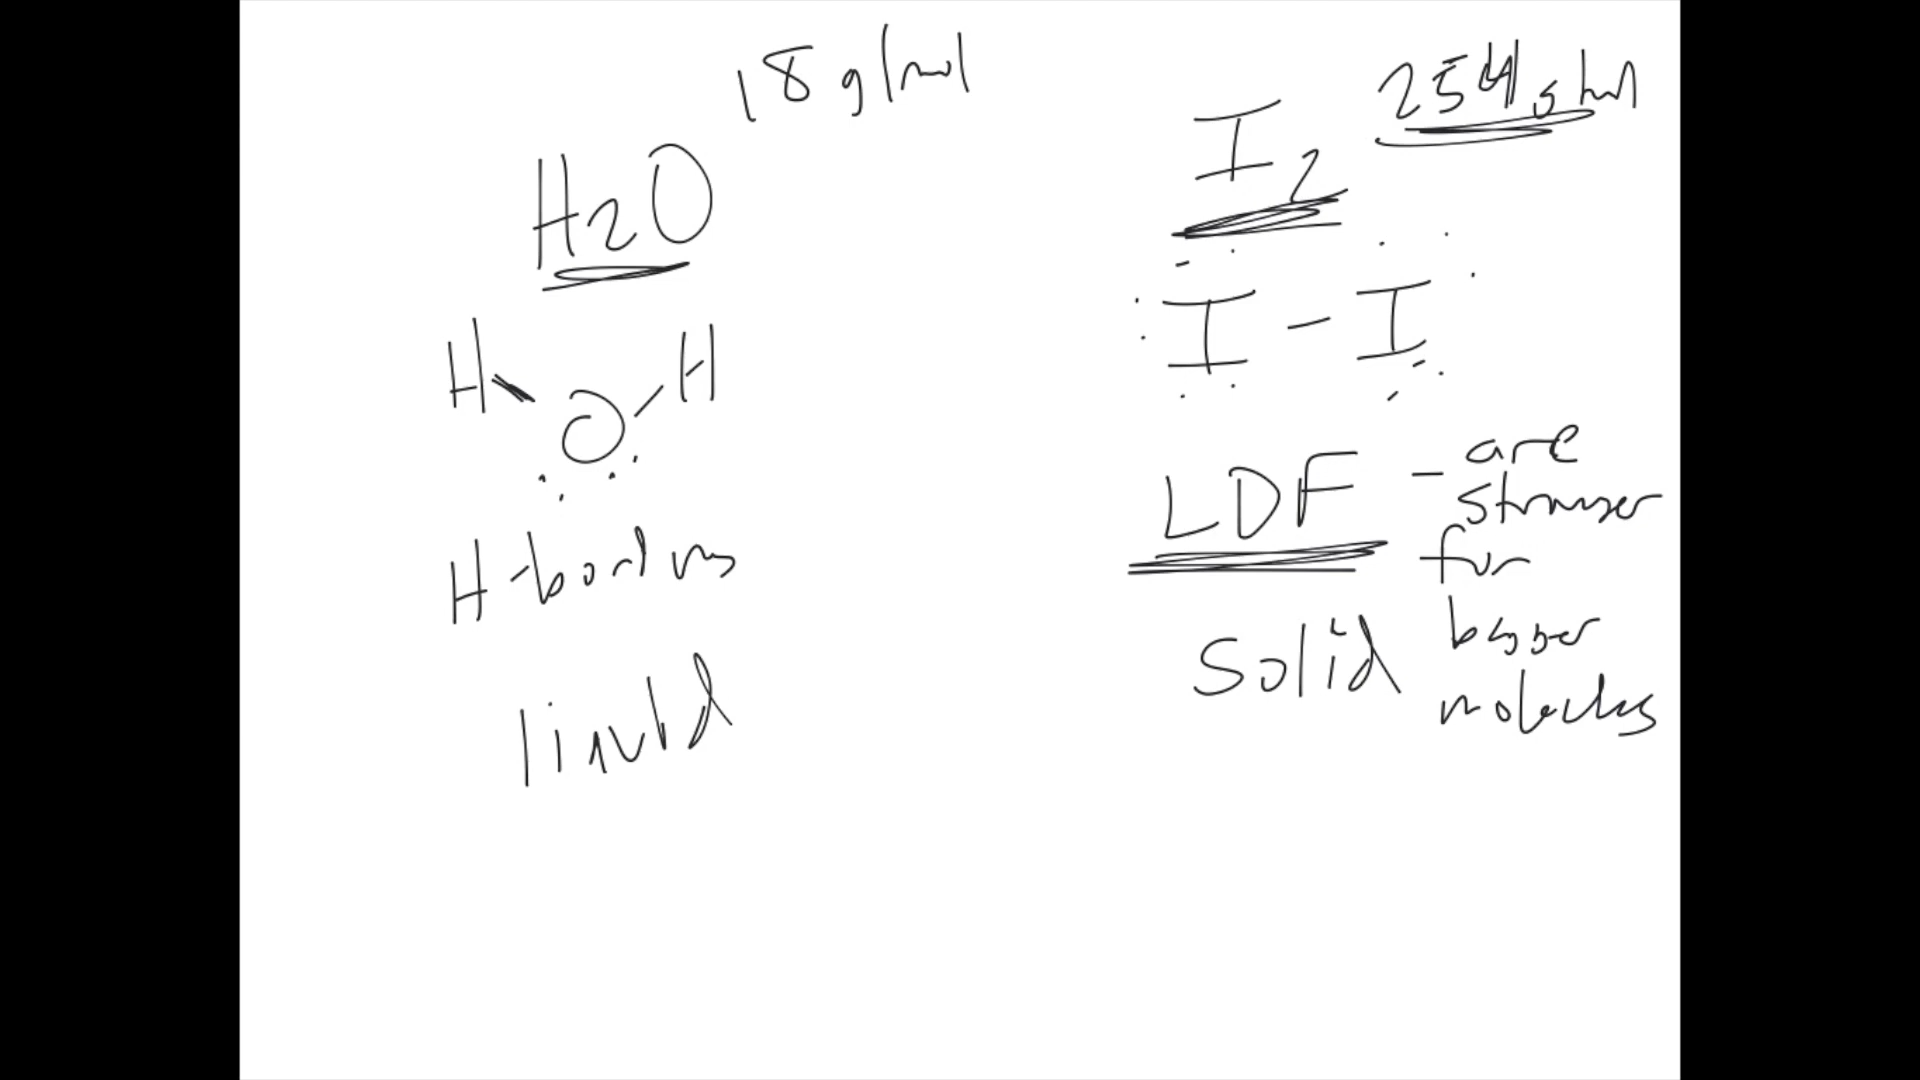 18 g/mol
H2O
H O H
H-bonding
liquid
I2 254 g/mol
I - I
LDF - are
stronger
for
bigger
molecules
Solid